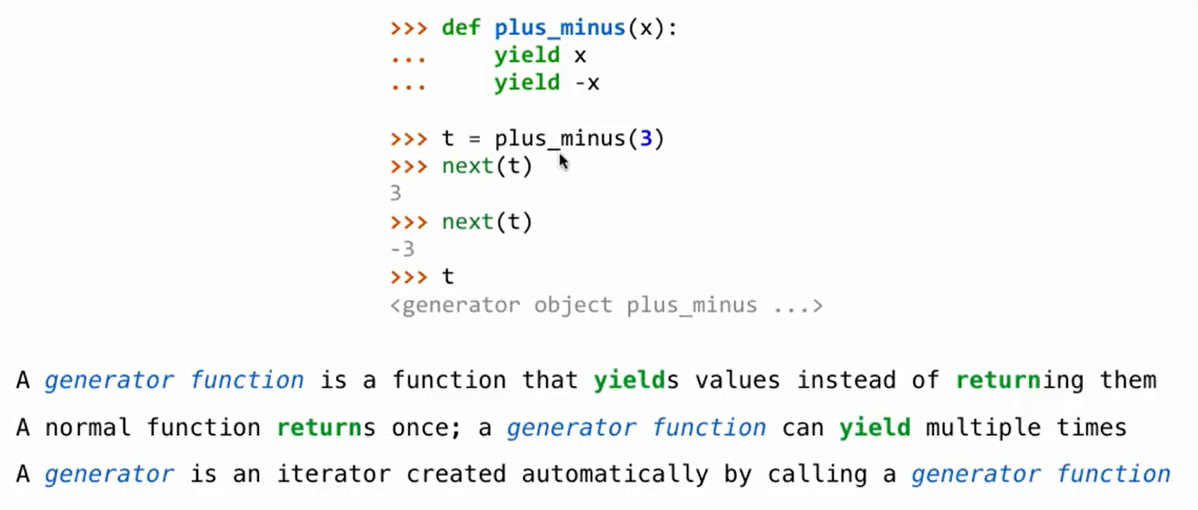 >>> def plus_minus(x):
...     yield x
...     yield -x
>>> t = plus_minus(3)
>>> next(t)
3
>>> next(t)
-3
>>> t
<generator object plus_minus ...>
A generator function is a function that yields values instead of returning them
A normal function returns once; a generator function can yield multiple times
A generator is an iterator created automatically by calling a generator function